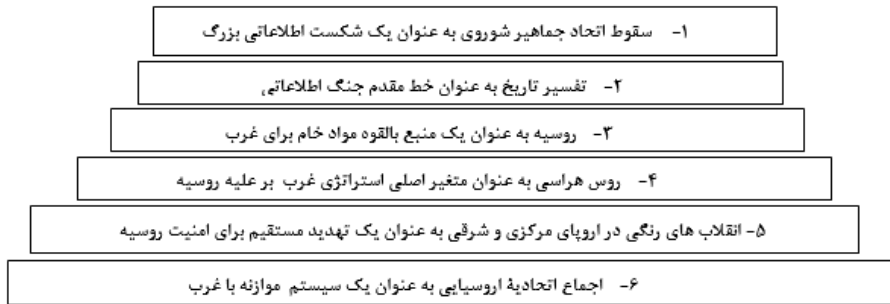 ۱- سقوط اتحاد جماهیر شوروی به عنوان یک شکست اطلاعاتی بزرگ
۲- تفسیر تاریخ به عنوان خط مقدم جنگ اطلاعاتی
۳- روسیه به عنوان یک منبع بالقوه مواد خام برای غرب
۴- روس هراسی به عنوان متغیر اصلی استراتژی غرب بر علیه روسیه
۵- انقلاب های رنگی در اروپای مرکزی و شرقی به عنوان یک تهدید مستقیم برای امنیت روسیه
۶- اجماع اتحادیۀ اروسیایی به عنوان یک سیستم موازنه با غرب